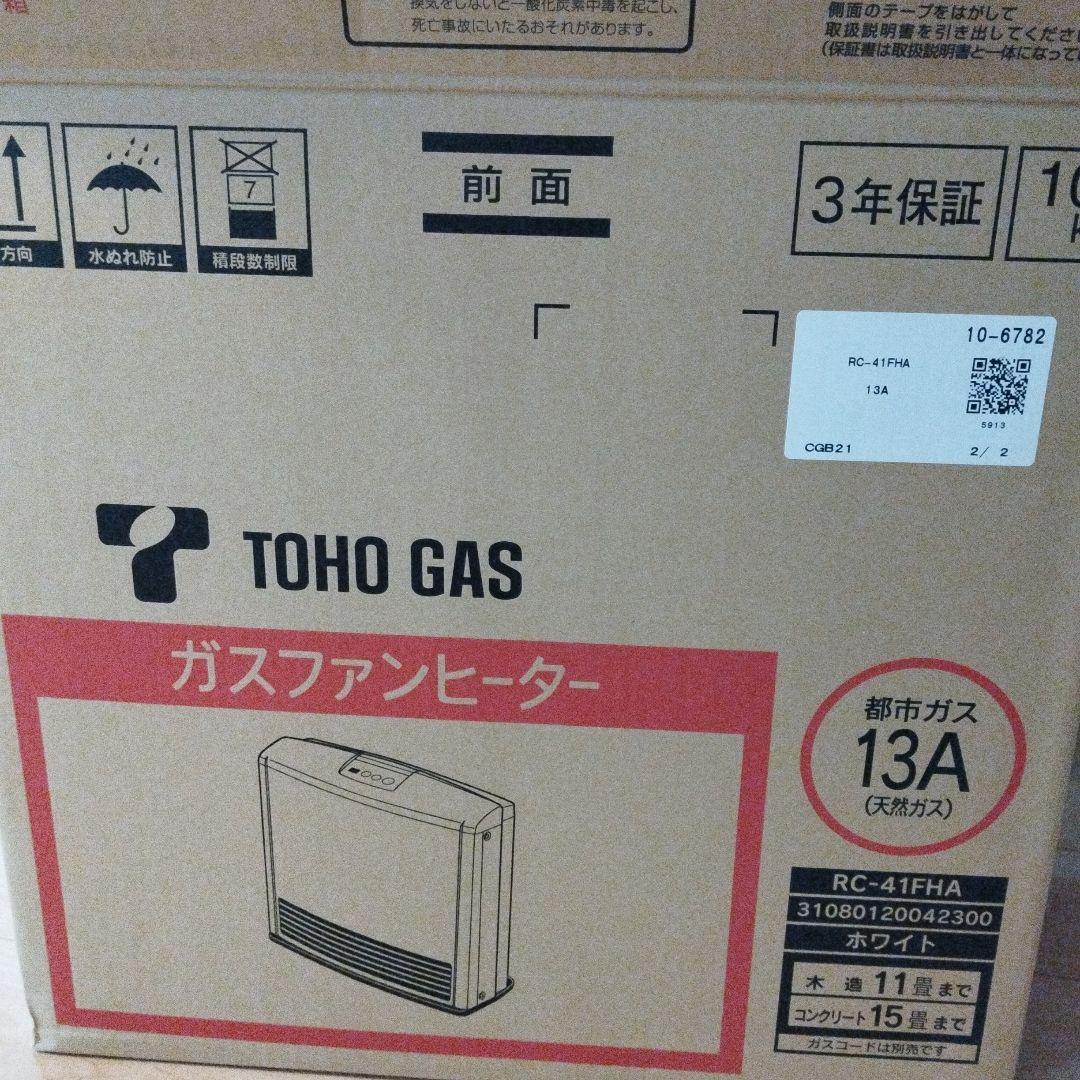 箱
換気をしないと一酸化炭素中毒を起こし、
死亡事故にいたるおそれがあります。
側面のテープをはがして
取扱説明書を引き出してくださ
(保証書は取扱説明書と一体になって
方向
水ぬれ防止
7
積段数制限
前面
3年保証
10
10-6782
RC-41FHA
13A
5913
CGB21
2/ 2
TOHO GAS
ガスファンヒーター
都市ガス
13A
(天然ガス)
RC-41FHA
31080120042300
ホワイト
木造 11畳まで
コンクリート 15畳まで
ガスコードは別売です